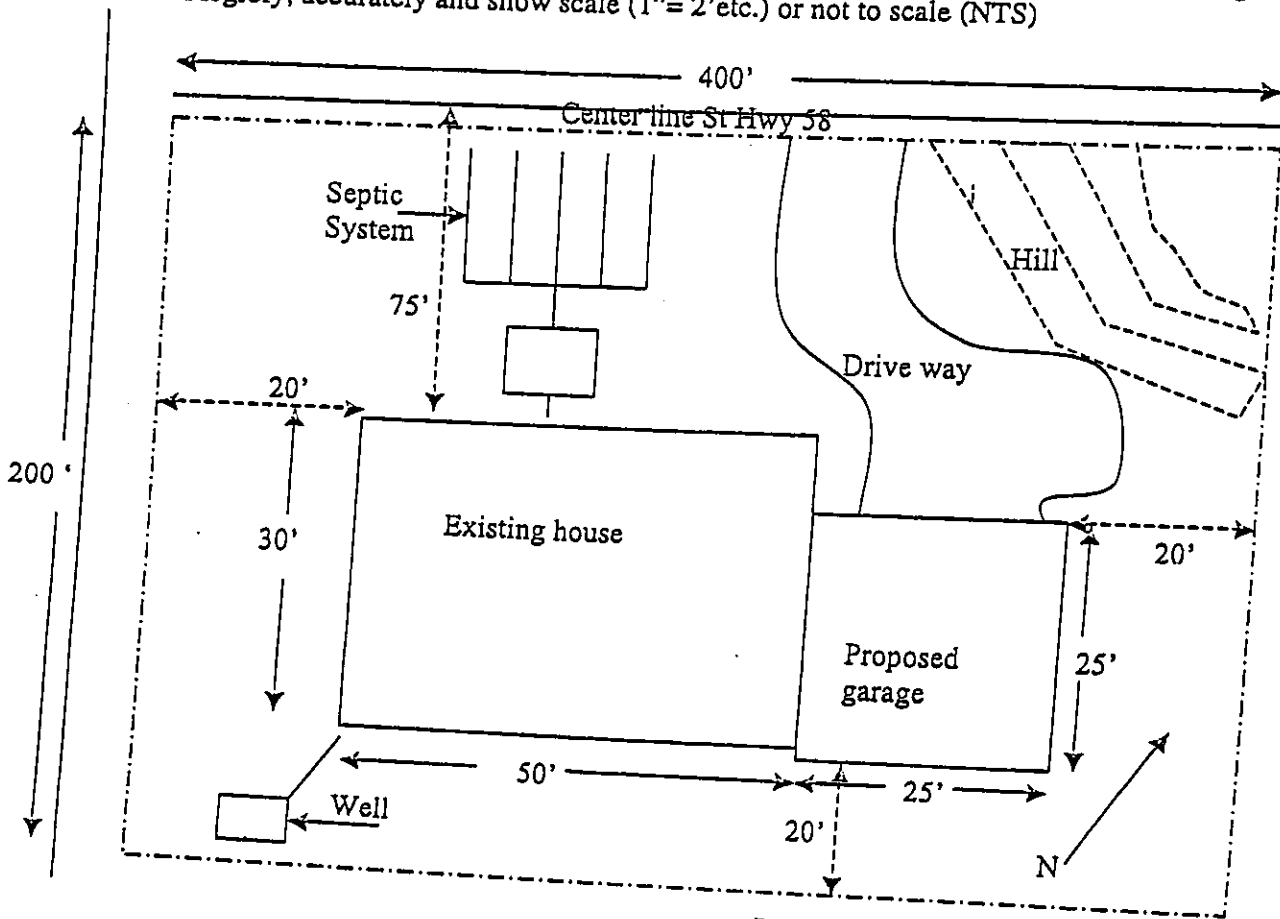 accurately and show scale (1"= 2'etc.) or not to scale (NTS)
400'
Center line St Hwy 58
Septic
System
Hill
75'
Drive way
20'
200 '
30'
Existing house
20'
Proposed
garage
25'
50'
25'
Well
20'
N